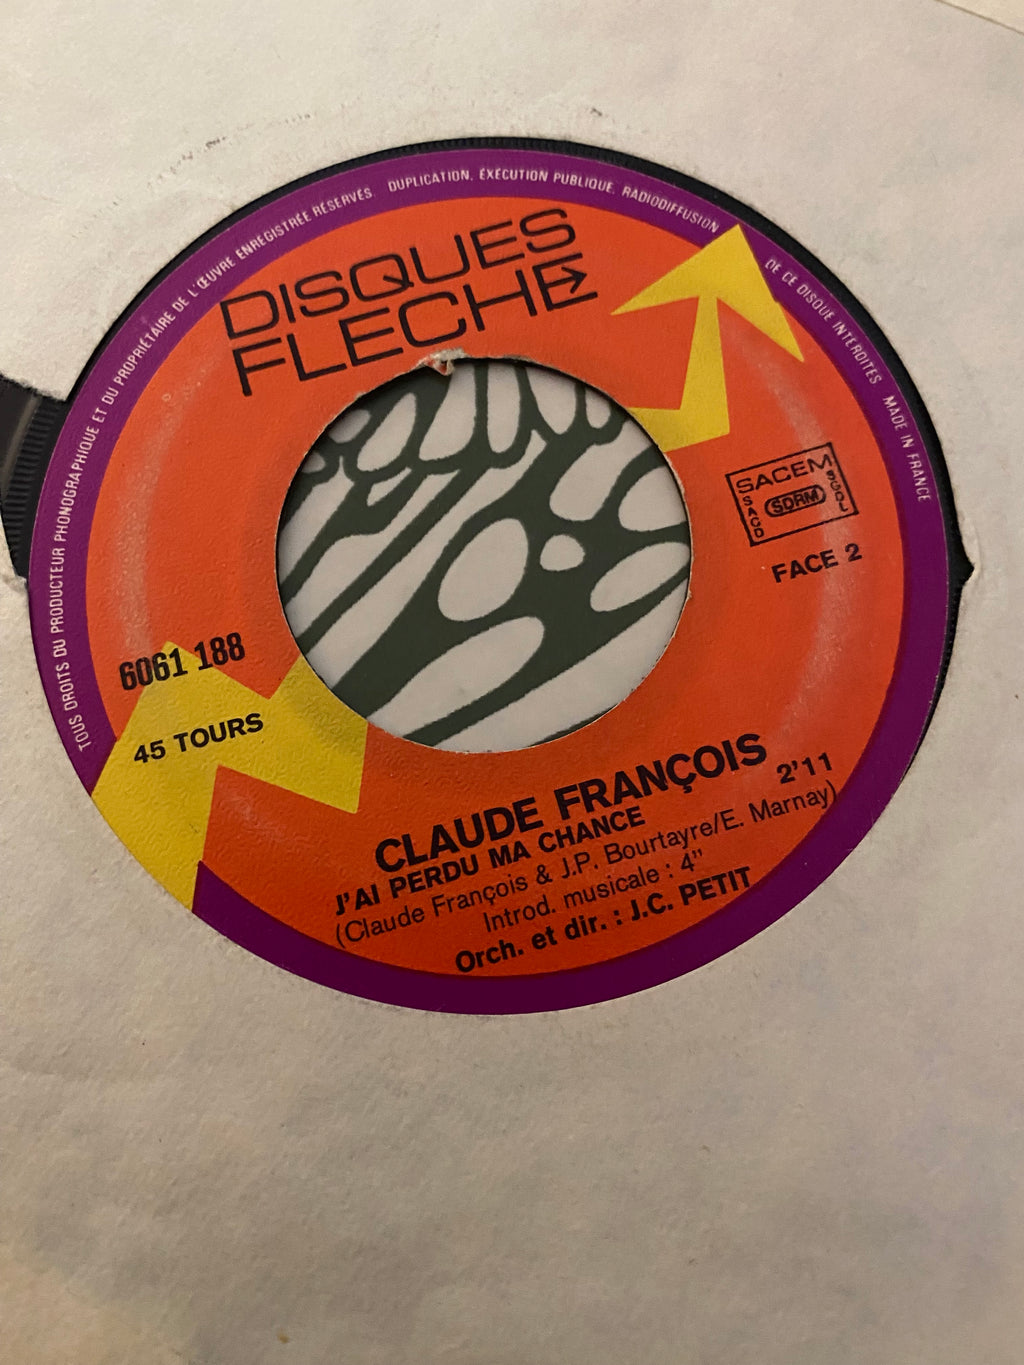 TOUS DROITS DU PRODUCTEUR PHONOGRAPHIQUE ET DU PROPRIÉTAIRE DE L'ŒUVRE ENREGISTRÉE RÉSERVÉS. DUPLICATION, EXÉCUTION PUBLIQUE, RADIODIFFUSION DE CE DISQUE INTERDITES MADE IN FRANCE
DISQUES
FLECHE
SACEM
SACD
SDRM
SGDL
FACE 2
6061 188
45 TOURS
CLAUDE FRANÇOIS
J'AI PERDU MA CHANCE 2'11
(Claude François & J.P. Bourtayre/E. Marnay)
Introd. musicale : 4"
Orch. et dir. : J.C. PETIT